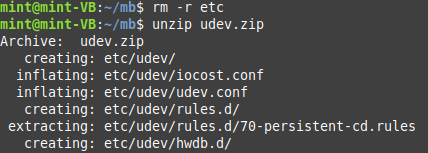 mint@mint-VB:~/mb$ rm -r etc
mint@mint-VB:~/mb$ unzip udev.zip
Archive:  udev.zip
   creating: etc/udev/
  inflating: etc/udev/iocost.conf
  inflating: etc/udev/udev.conf
   creating: etc/udev/rules.d/
 extracting: etc/udev/rules.d/70-persistent-cd.rules
   creating: etc/udev/hwdb.d/